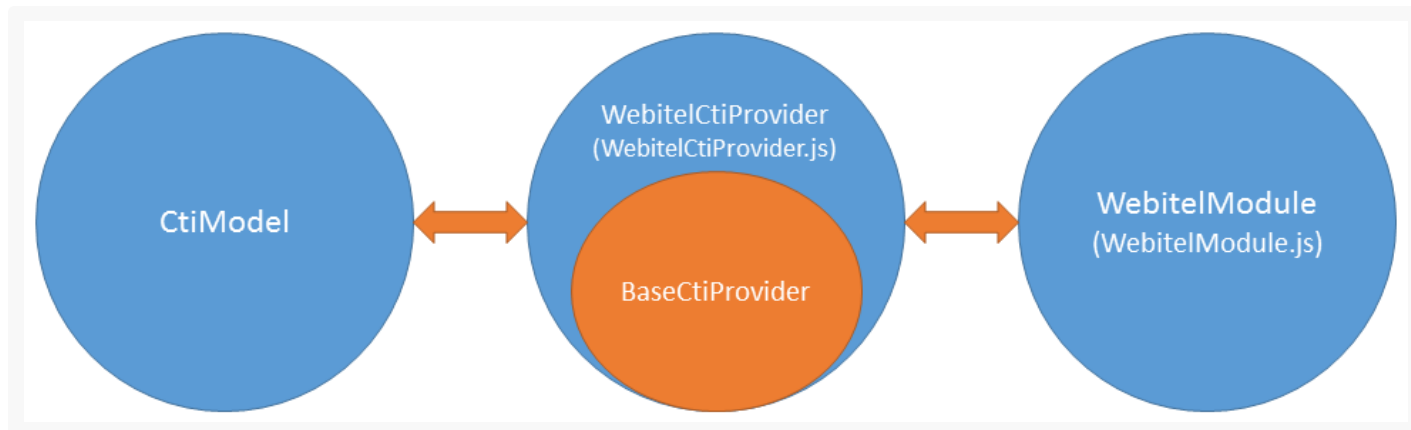 CtiModel
WebitelCtiProvider
(WebitelCtiProvider.js)
BaseCtiProvider
WebitelModule
(WebitelModule.js)